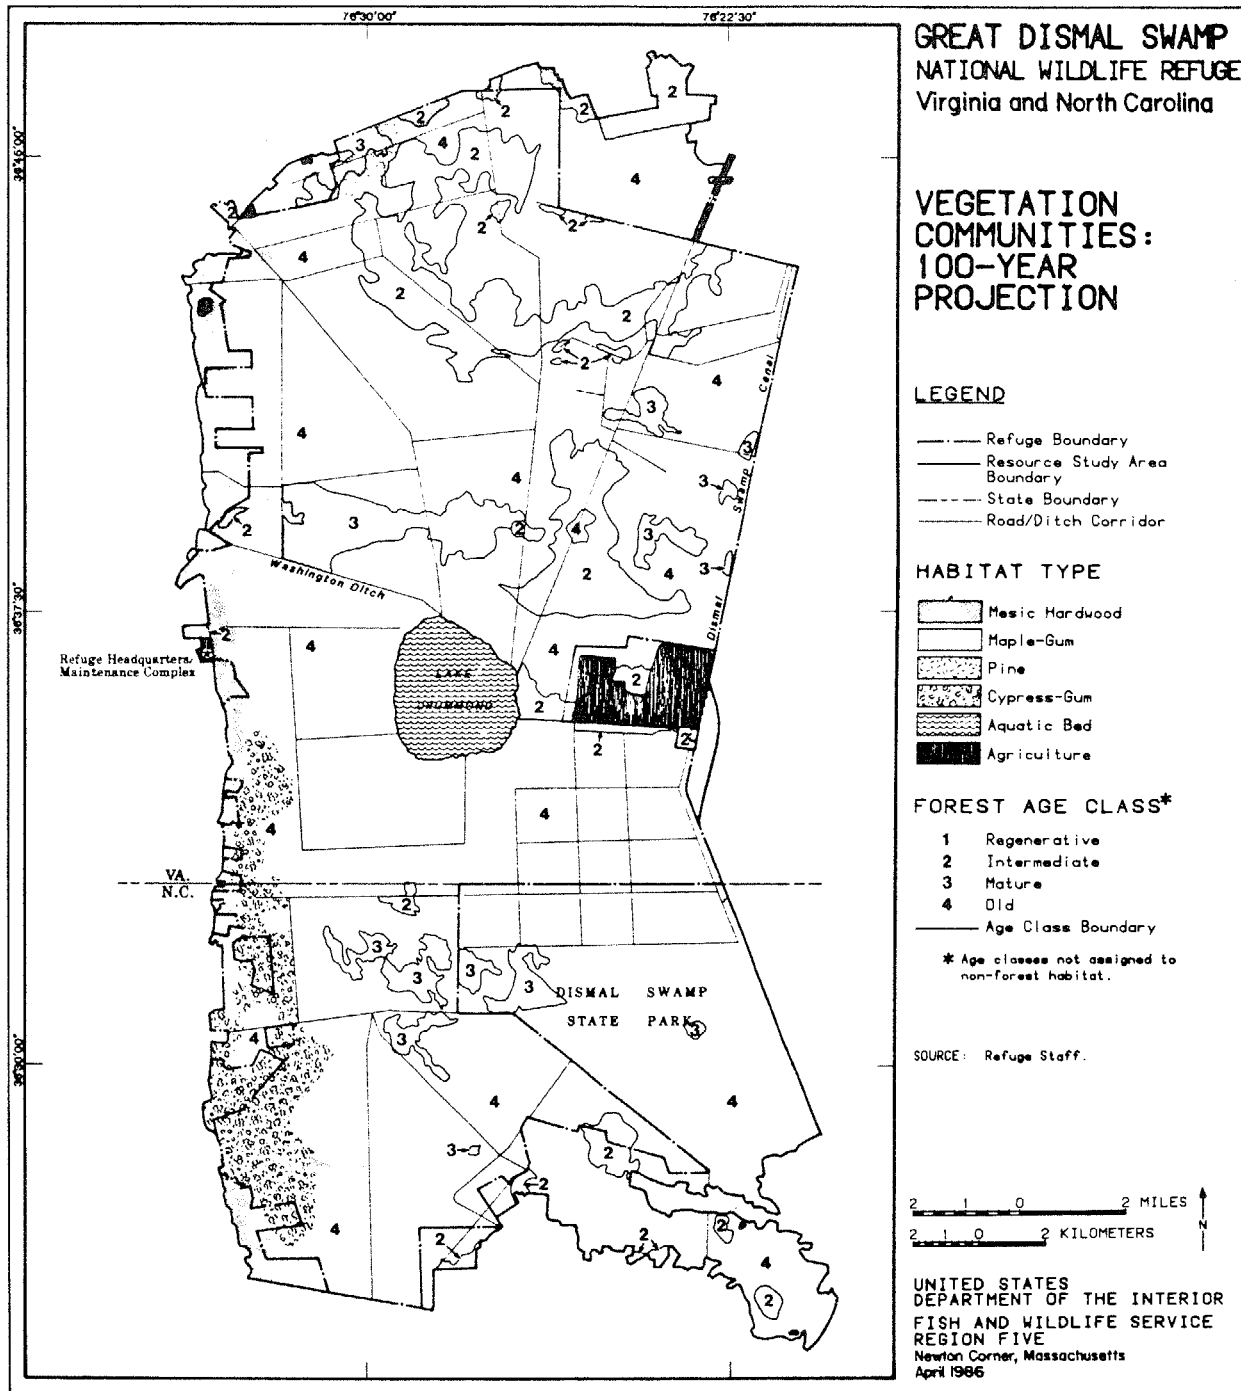 76°30'00"
76°22'30"
GREAT DISMAL SWAMP
NATIONAL WILDLIFE REFUGE
Virginia and North Carolina
VEGETATION
COMMUNITIES:
100-YEAR
PROJECTION
LEGEND
Refuge Boundary
Resource Study Area
Boundary
State Boundary
Road/Ditch Corridor
HABITAT TYPE
Mesic Hardwood
Maple-Gum
Pine
Cypress-Gum
Aquatic Bed
Agriculture
FOREST AGE CLASS*
1 Regenerative
2 Intermediate
3 Mature
4 Old
Age Class Boundary
* Age classes not assigned to
non-forest habitat.
SOURCE: Refuge Staff.
2 1 0 2 MILES
2 1 0 2 KILOMETERS
N
UNITED STATES
DEPARTMENT OF THE INTERIOR
FISH AND WILDLIFE SERVICE
REGION FIVE
Newton Corner, Massachusetts
April 1986
36°37'30"
Canal
Swamp
Dismal
Washington Ditch
Refuge Headquarters/
Maintenance Complex
LAKE
DRUMMOND
VA.
N.C.
DISMAL SWAMP
STATE PARK